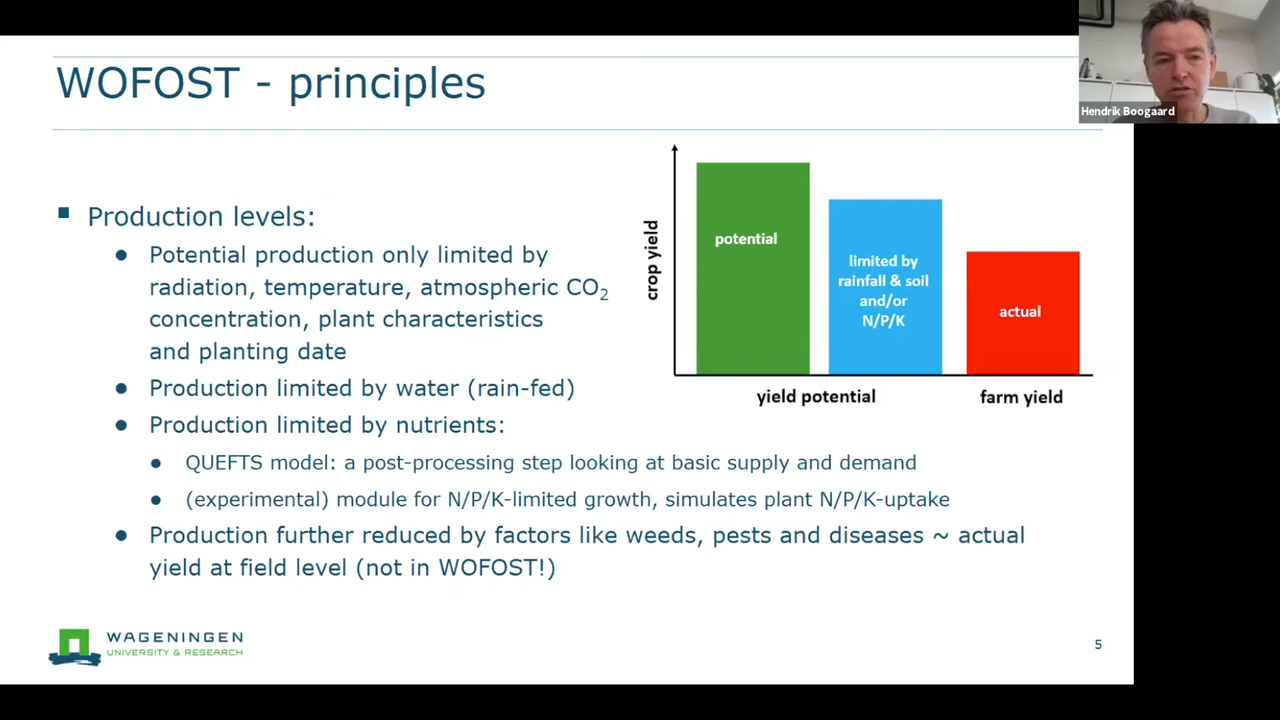 WOFOST - principles
Hendrik Boogaard
Production levels:
Potential production only limited by
radiation, temperature, atmospheric CO₂
concentration, plant characteristics
and planting date
Production limited by water (rain-fed)
Production limited by nutrients:
QUEFTS model: a post-processing step looking at basic supply and demand
(experimental) module for N/P/K-limited growth, simulates plant N/P/K-uptake
Production further reduced by factors like weeds, pests and diseases ~ actual
yield at field level (not in WOFOST!)
crop yield
potential
limited by
rainfall & soil
and/or
N/P/K
actual
yield potential
farm yield
WAGENINGEN
UNIVERSITY & RESEARCH
5